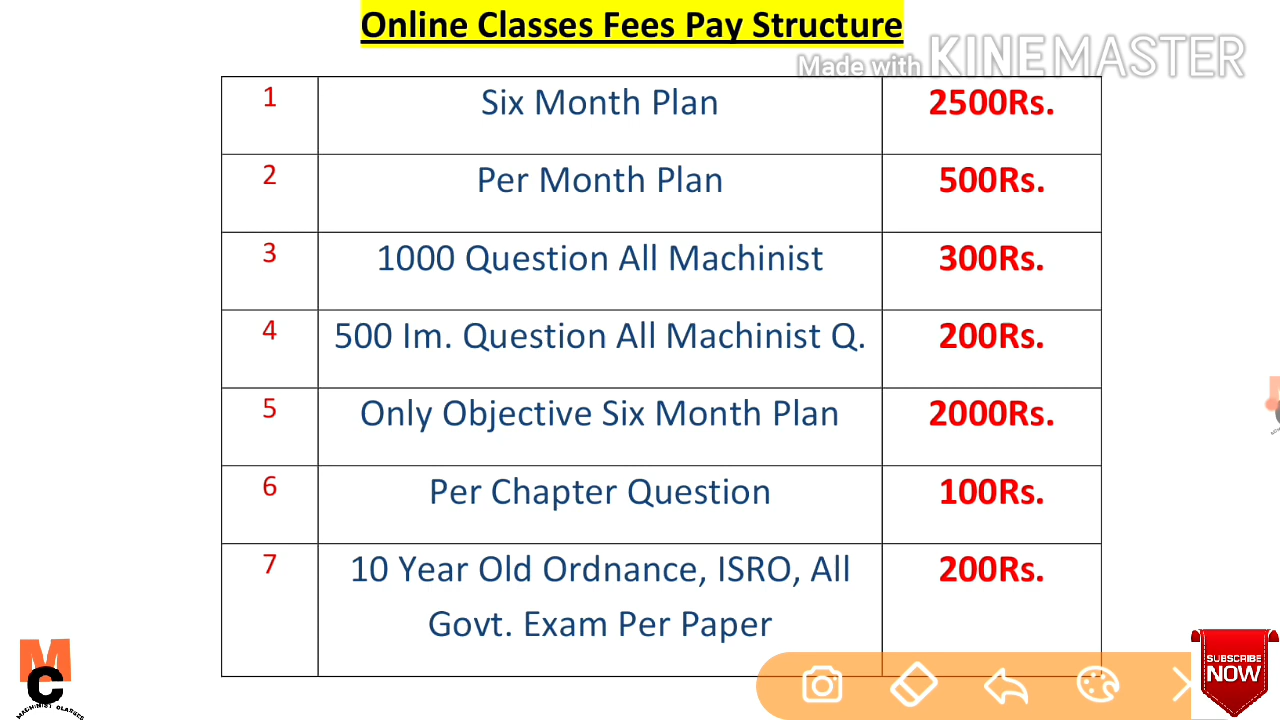 Online Classes Fees Pay Structure
Made with KINEMASTER
1 Six Month Plan 2500Rs.
2 Per Month Plan 500Rs.
3 1000 Question All Machinist 300Rs.
4 500 Im. Question All Machinist Q. 200Rs.
5 Only Objective Six Month Plan 2000Rs.
6 Per Chapter Question 100Rs.
7 10 Year Old Ordnance, ISRO, All 200Rs.
Govt. Exam Per Paper
MC
MACHINIST CLASSES
SUBSCRIBE
NOW